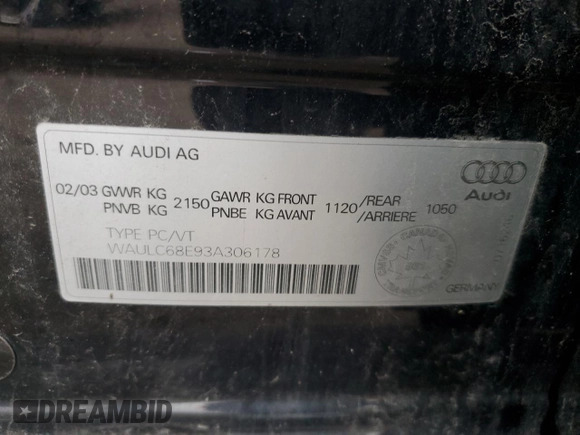 MFD. BY AUDI AG
Audi
02/03 GVWR KG 2150 GAWR KG FRONT 1120 /REAR 1050
PNVB KG PNBE KG AVANT /ARRIERE
TYPE PC/VT
WAULC68E93A306178
CANADA
GERMANY
DREAMBID